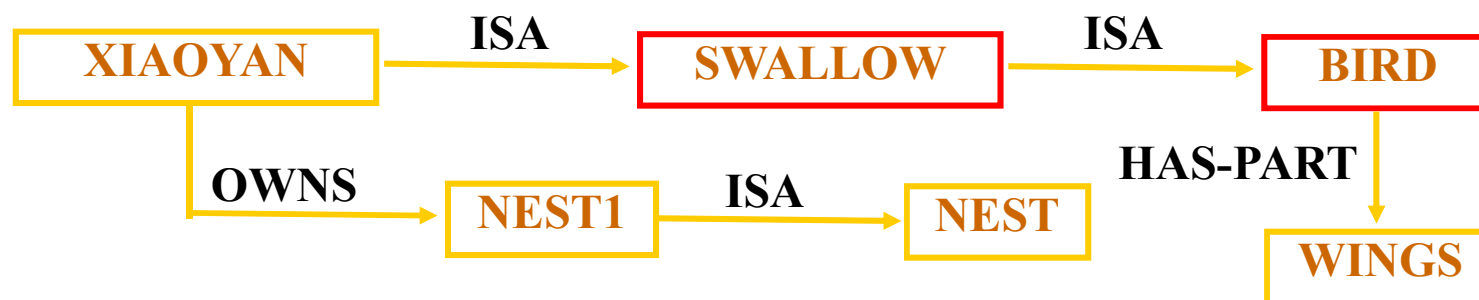 ISA
ISA
XIAOYAN
SWALLOW
BIRD
HAS-PART
OWNS
ISA
NEST1
NEST
WINGS